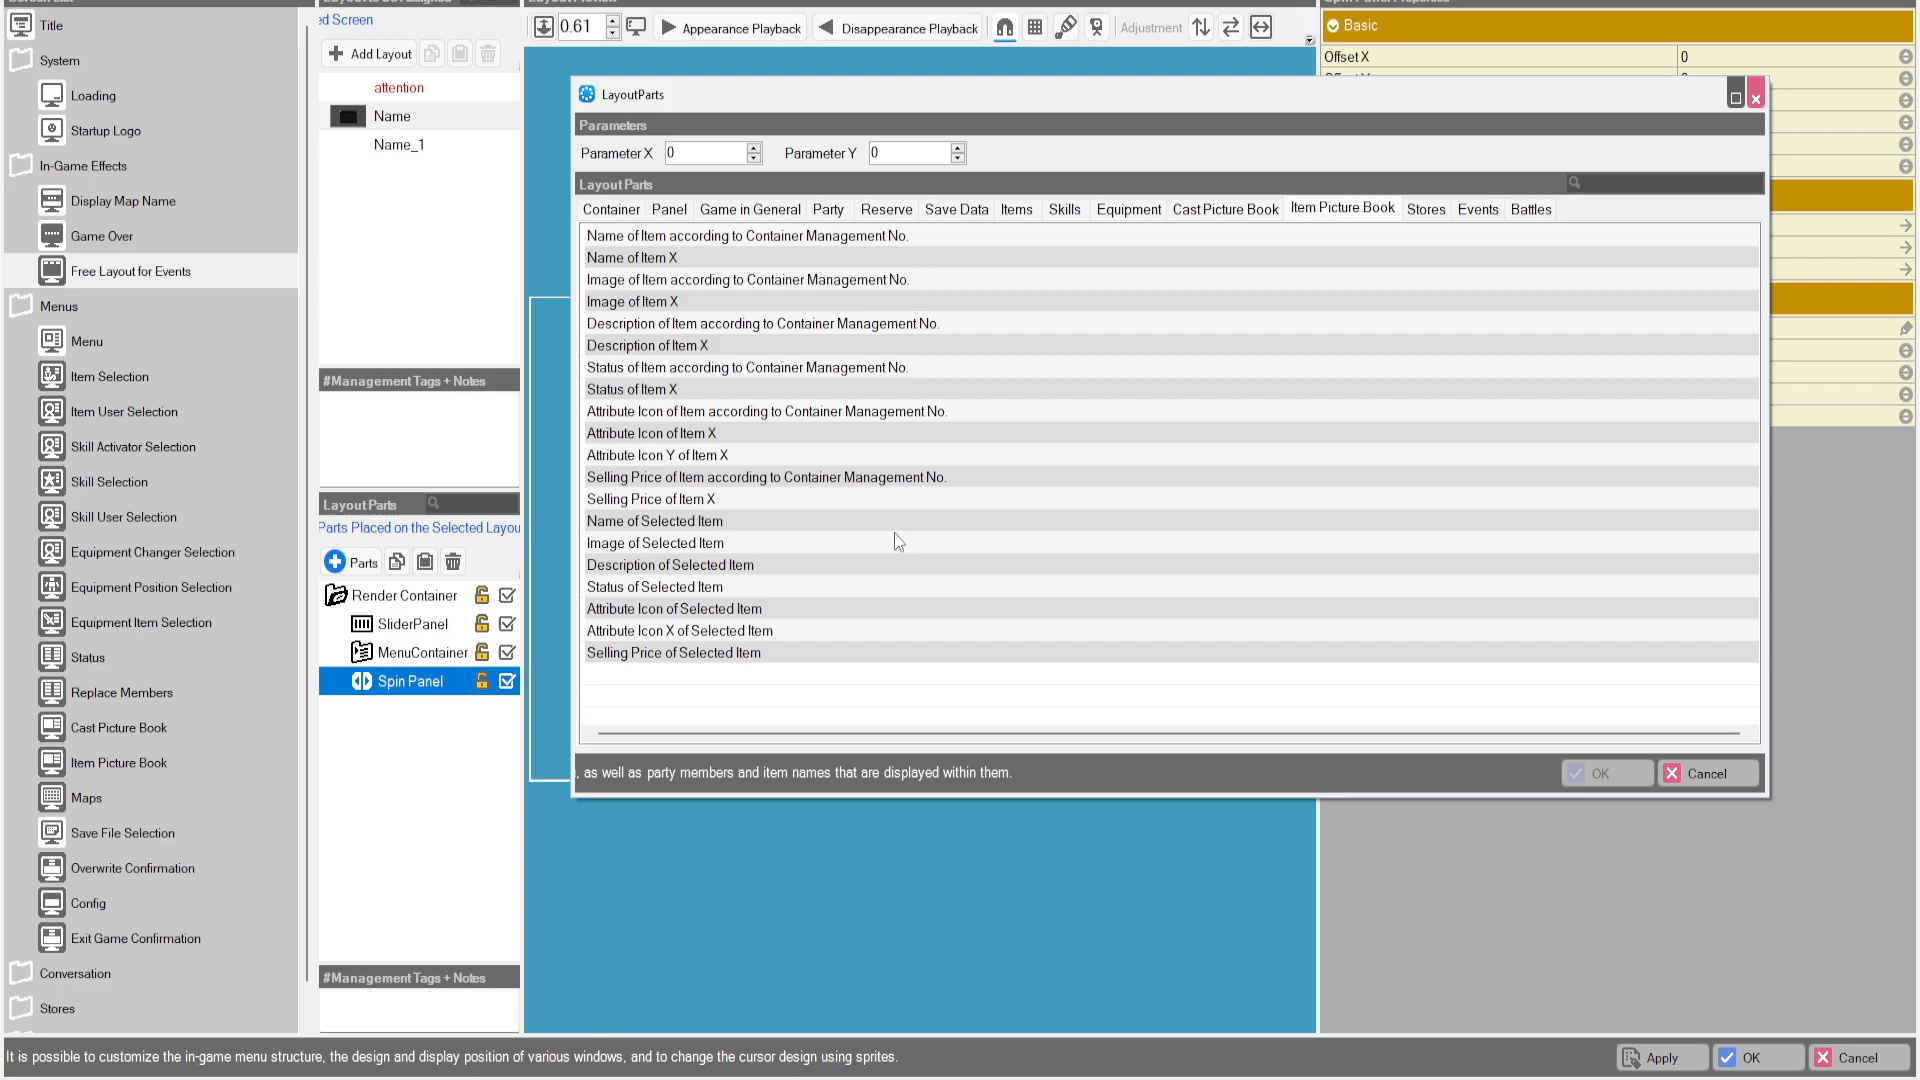 Title
System
Loading
Startup Logo
In-Game Effects
Display Map Name
Game Over
Free Layout for Events
Menus
Menu
Item Selection
Item User Selection
Skill Activator Selection
Skill Selection
Skill User Selection
Equipment Changer Selection
Equipment Position Selection
Equipment Item Selection
Status
Replace Members
Cast Picture Book
Item Picture Book
Maps
Save File Selection
Overwrite Confirmation
Config
Exit Game Confirmation
Conversation
Stores
ed Screen
Add Layout
attention
Name
Name_1
#Management Tags + Notes
Layout Parts
Parts Placed on the Selected Layou
Parts
Render Container
SliderPanel
MenuContainer
Spin Panel
#Management Tags + Notes
0.61
Appearance Playback
Disappearance Playback
Adjustment
Basic
Offset X
0
LayoutParts
Parameters
Parameter X
0
Parameter Y
0
Layout Parts
Container
Panel
Game in General
Party
Reserve
Save Data
Items
Skills
Equipment
Cast Picture Book
Item Picture Book
Stores
Events
Battles
Name of Item according to Container Management No.
Name of Item X
Image of Item according to Container Management No.
Image of Item X
Description of Item according to Container Management No.
Description of Item X
Status of Item according to Container Management No.
Status of Item X
Attribute Icon of Item according to Container Management No.
Attribute Icon of Item X
Attribute Icon Y of Item X
Selling Price of Item according to Container Management No.
Selling Price of Item X
Name of Selected Item
Image of Selected Item
Description of Selected Item
Status of Selected Item
Attribute Icon of Selected Item
Attribute Icon X of Selected Item
Selling Price of Selected Item
, as well as party members and item names that are displayed within them.
OK
Cancel
It is possible to customize the in-game menu structure, the design and display position of various windows, and to change the cursor design using sprites.
Apply
OK
Cancel